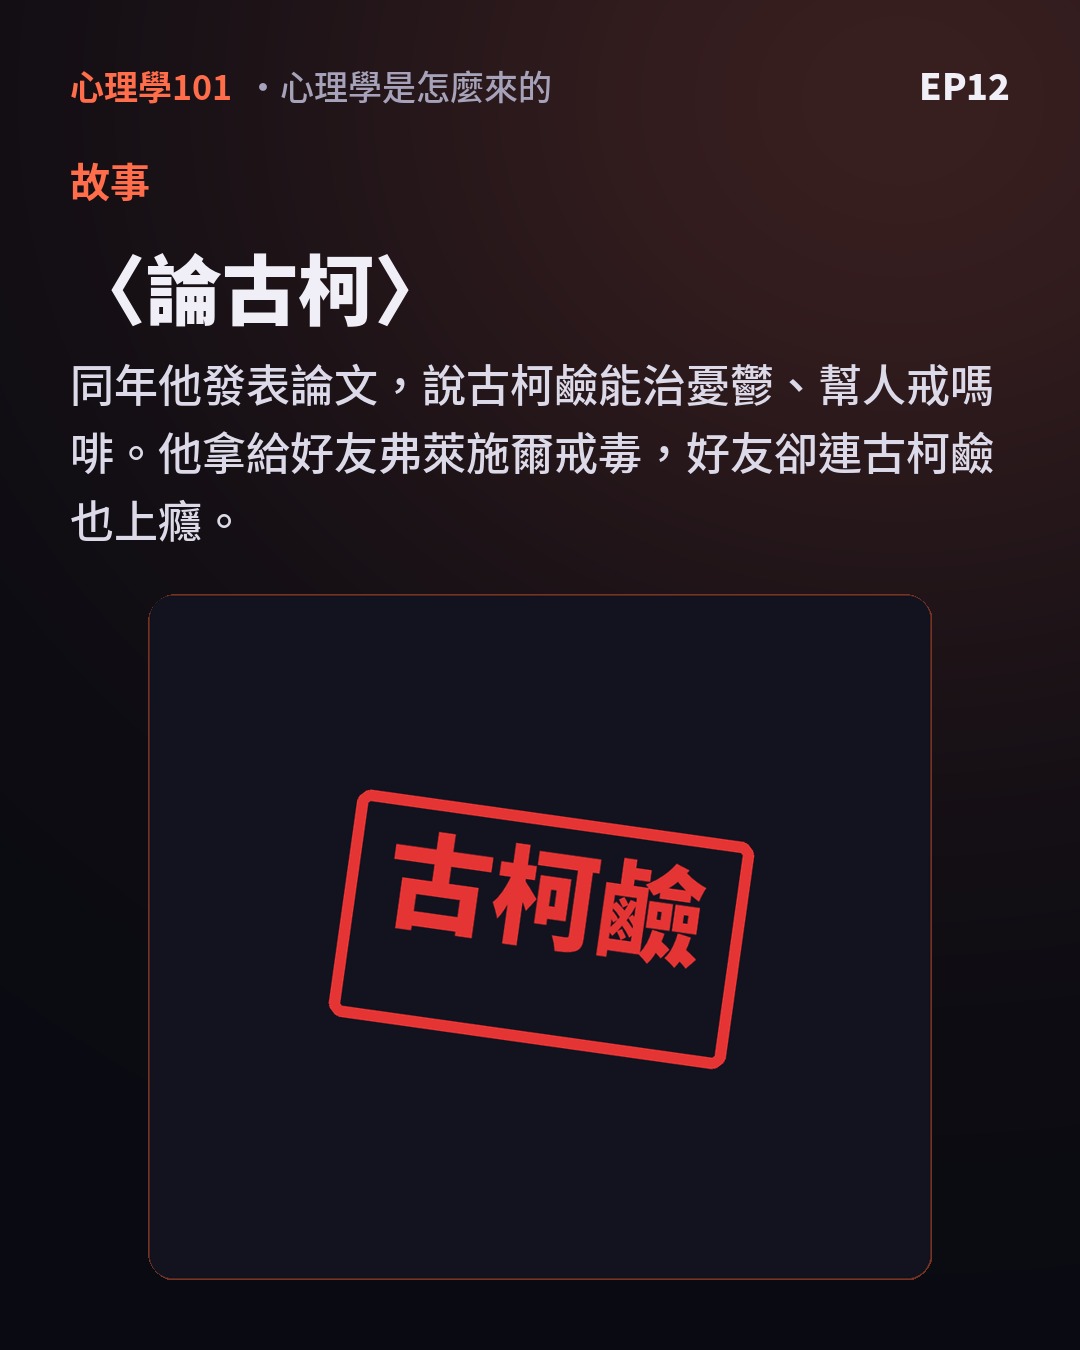 心理學101 ・心理學是怎麼來的
EP12
故事
〈論古柯〉
同年他發表論文，說古柯鹼能治憂鬱、幫人戒嗎
啡。他拿給好友弗萊施爾戒毒，好友卻連古柯鹼
也上癮。
古柯鹼